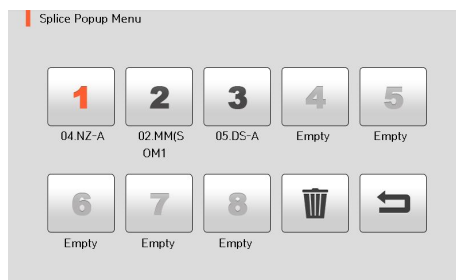 Splice Popup Menu
1 2 3 4 5
04.NZ-A 02.MM(S 05.DS-A Empty Empty
OM1
6 7 8
Empty Empty Empty